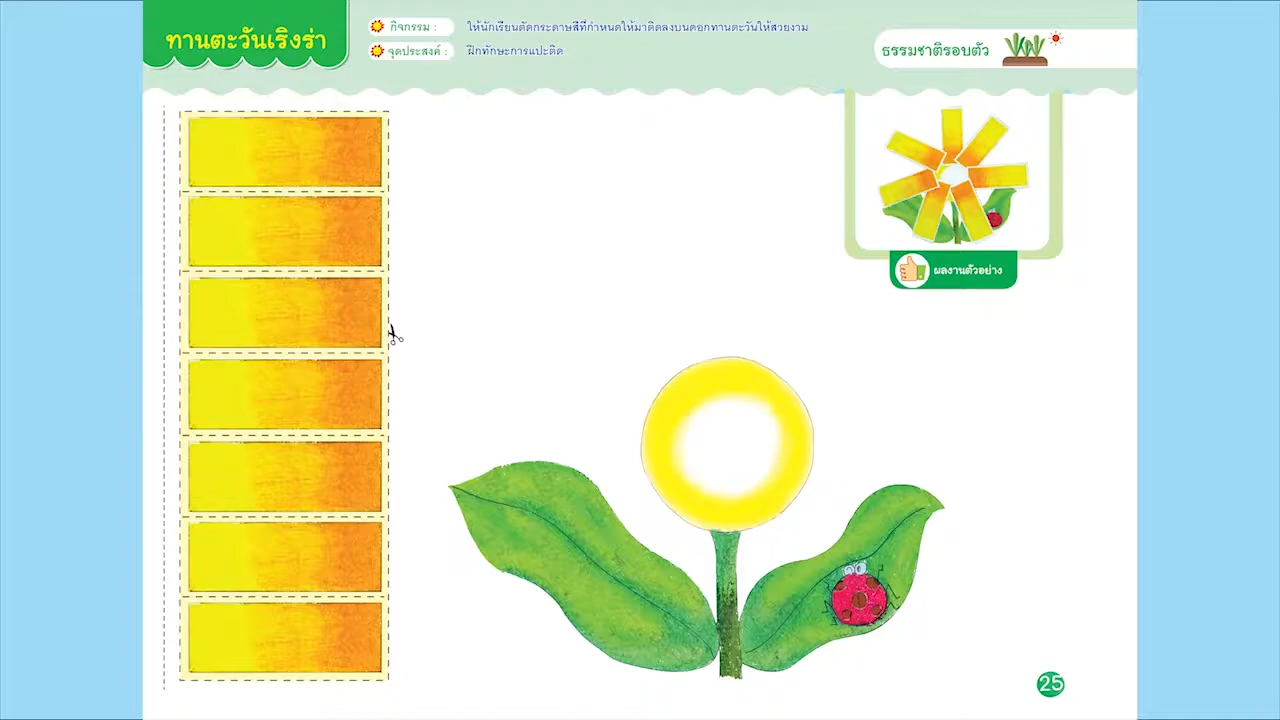 ทานตะวันเริงร่า
กิจกรรม : ให้นักเรียนตัดกระดาษสีที่กำหนดให้มาติดลงบนดอกทานตะวันให้สวยงาม
จุดประสงค์ : ฝึกทักษะการแปะติด
ธรรมชาติรอบตัว
ผลงานตัวอย่าง
25